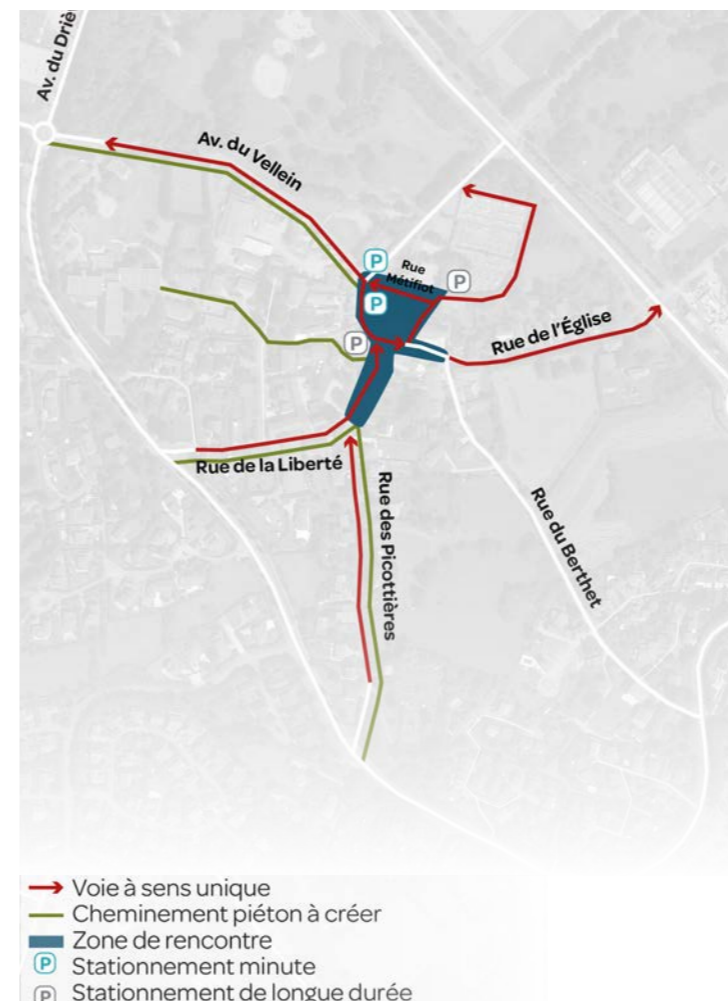 Av. du Driè
Av. du Vellein
P
P
Rue
Métifiot
P
P
Rue de l'Église
Rue de la Liberté
Rue des Picottières
Rue du Berthet
Voie à sens unique
Cheminement piéton à créer
Zone de rencontre
P Stationnement minute
P Stationnement de longue durée